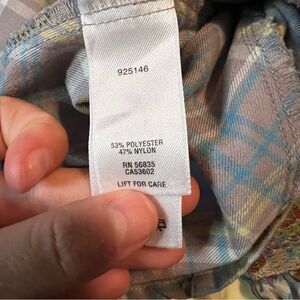 925146
53% POLYESTER
47% NYLON
RN 56835
CA53602
LIFT FOR CARE